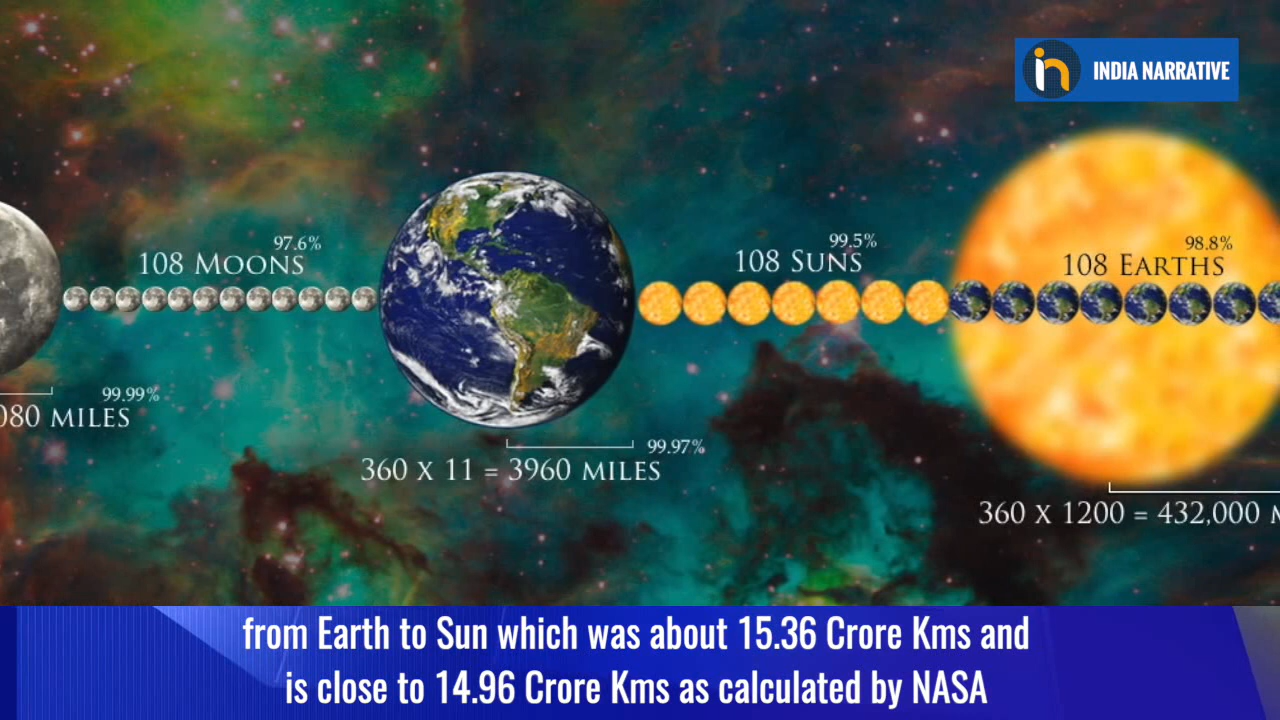 INDIA NARRATIVE
97.6%
108 MOONS
99.5%
108 SUNS
98.8%
108 EARTHS
99.99%
080 MILES
99.97%
360 X 11 = 3960 MILES
360 X 1200 = 432,000 M
from Earth to Sun which was about 15.36 Crore Kms and
is close to 14.96 Crore Kms as calculated by NASA